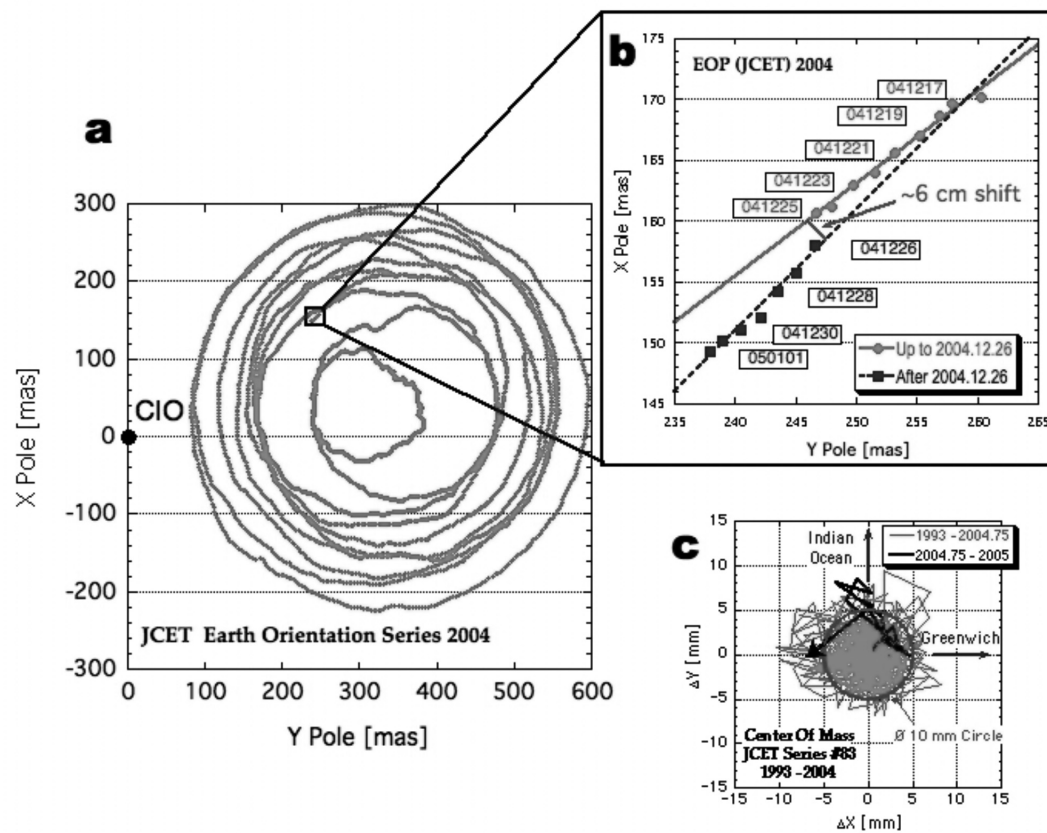 a
300
200
100
0
-100
-200
-300
X Pole [mas]
CIO
JCET Earth Orientation Series 2004
0 100 200 300 400 500 600
Y Pole [mas]
b
EOP (JCET) 2004
175
170
165
160
155
150
145
X Pole [mas]
041217
041219
041221
041223
041225
~6 cm shift
041226
041228
041230
050101
Up to 2004.12.26
After 2004.12.26
235 240 245 250 255 260 265
Y Pole [mas]
c
15
10
5
0
-5
-10
-15
ΔY [mm]
Indian
Ocean
1993 - 2004.75
2004.75 - 2005
Greenwich
Ø 10 mm Circle
Center Of Mass
JCET Series #83
1993 - 2004
-15 -10 -5 0 5 10 15
ΔX [mm]